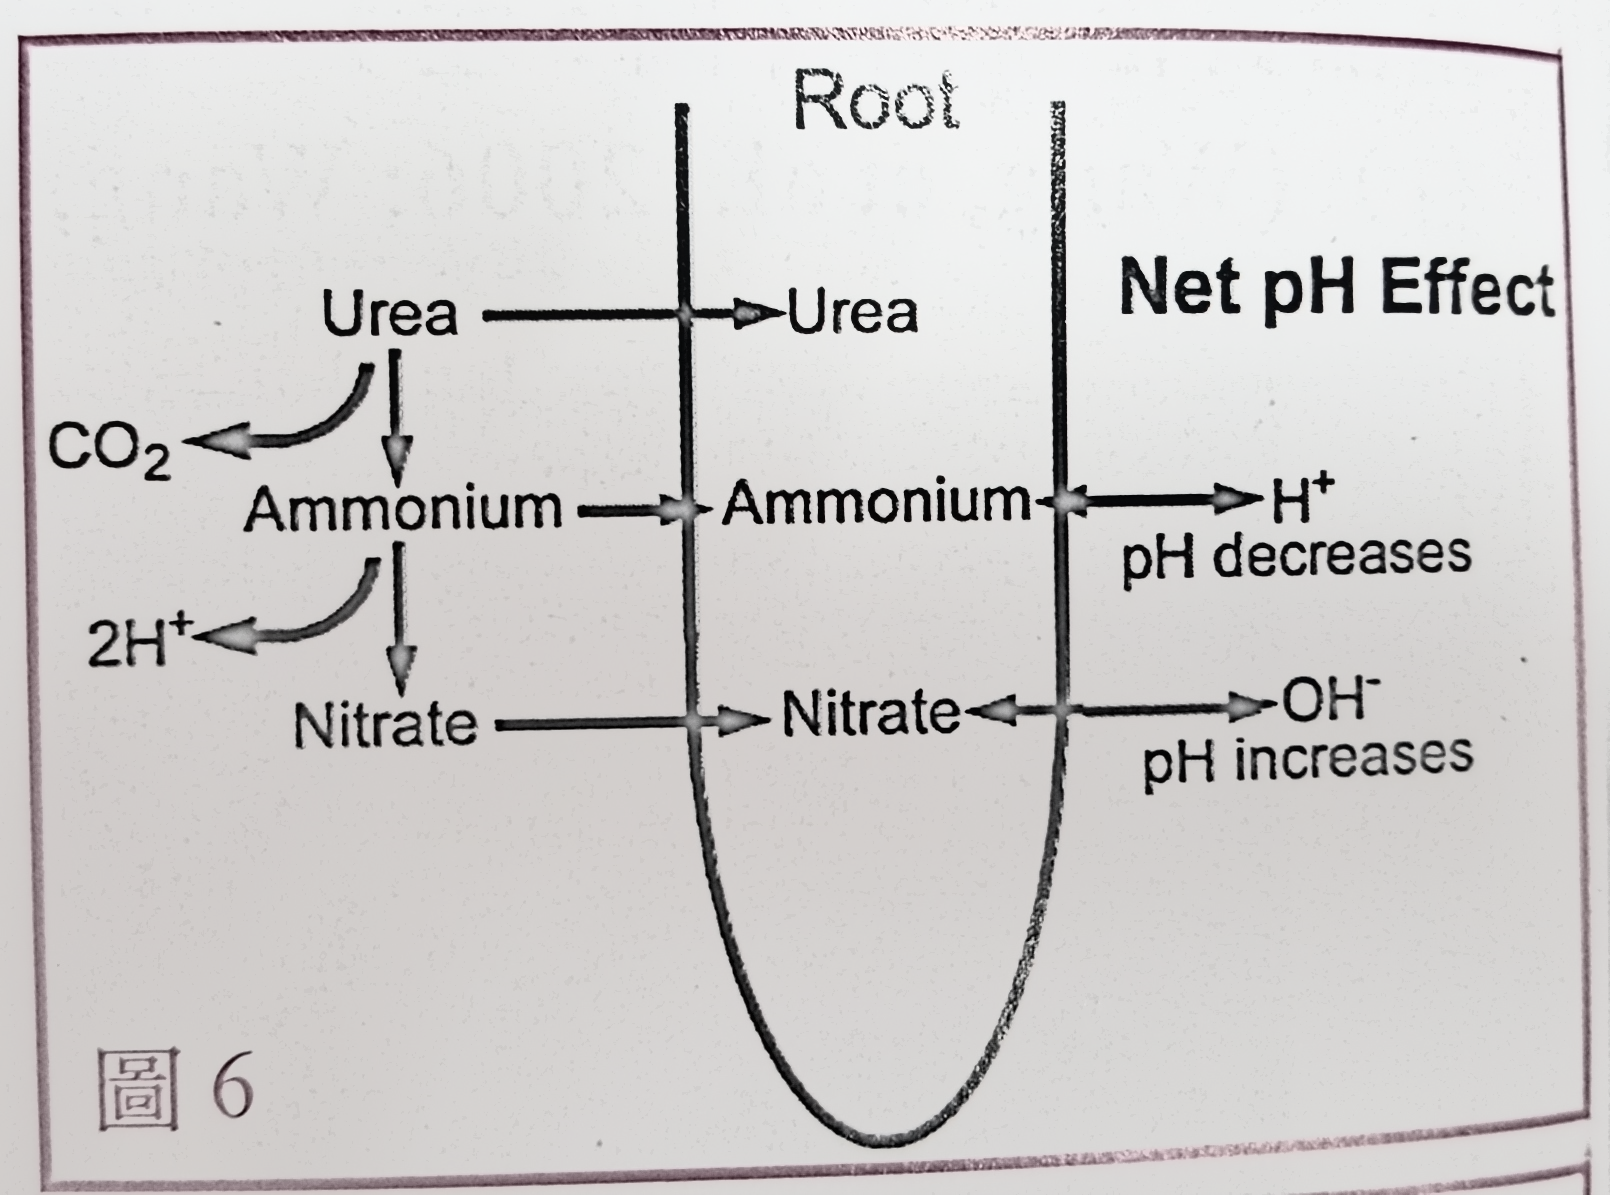 Root
Net pH Effect
Urea
Urea
CO₂
Ammonium
Ammonium
H⁺
pH decreases
2H⁺
Nitrate
Nitrate
OH⁻
pH increases
圖 6